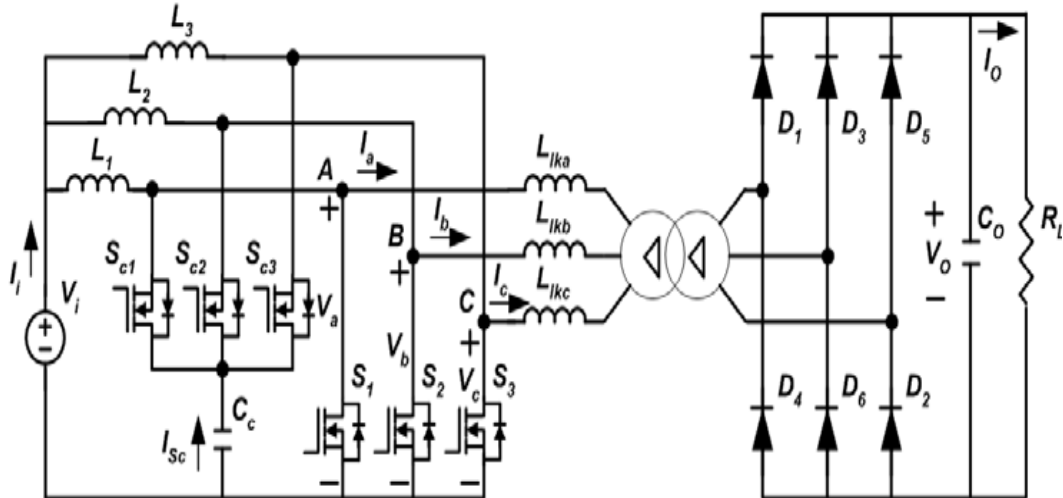 L3
L2
L1
Ia
A
+
Ib
B
+
Ic
C
+
Llka
Llkb
Llkc
D1
D3
D5
IO
+
VO
−
CO
RL
Ii
Vi
+
−
Sc1
Sc2
Sc3
Va
Vb
Vc
S1
S2
S3
Cc
ISc
−
−
−
D4
D6
D2